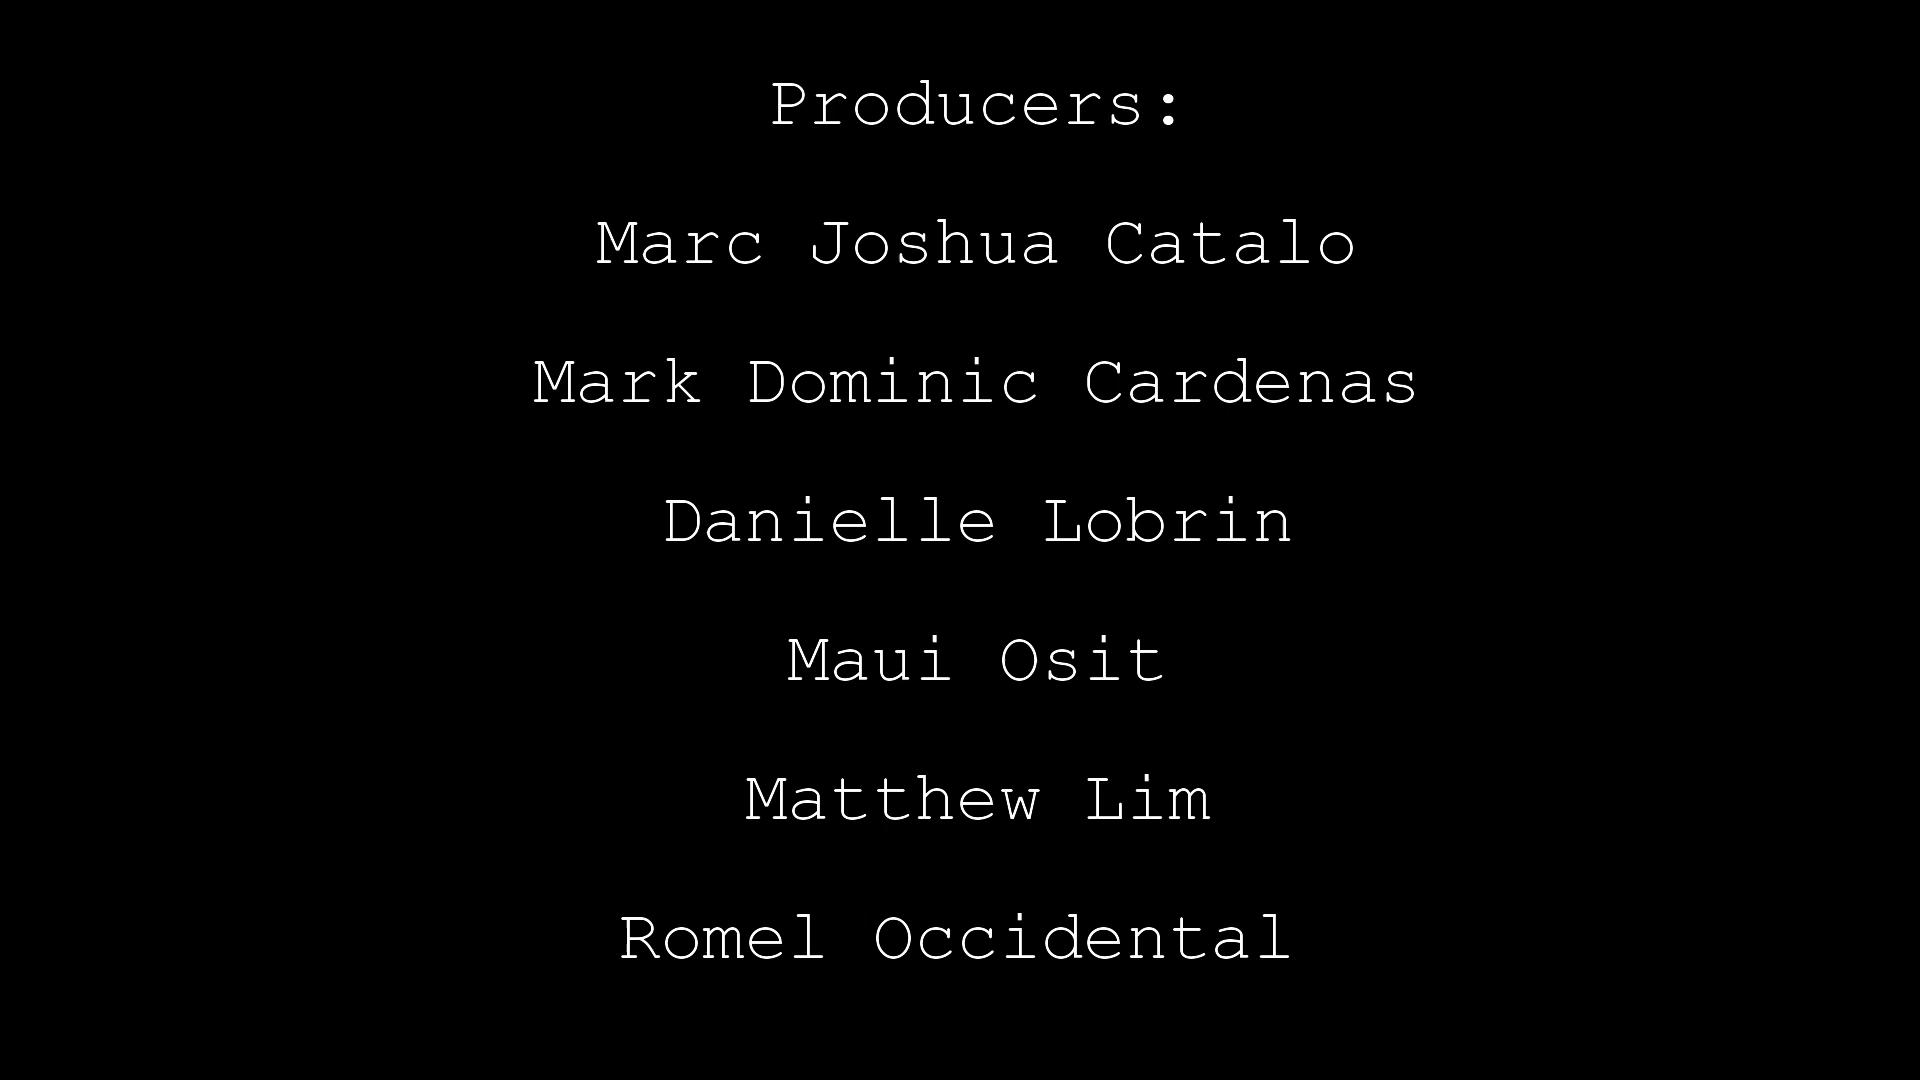 Producers:
Marc Joshua Catalo
Mark Dominic Cardenas
Danielle Lobrin
Maui Osit
Matthew Lim
Romel Occidental